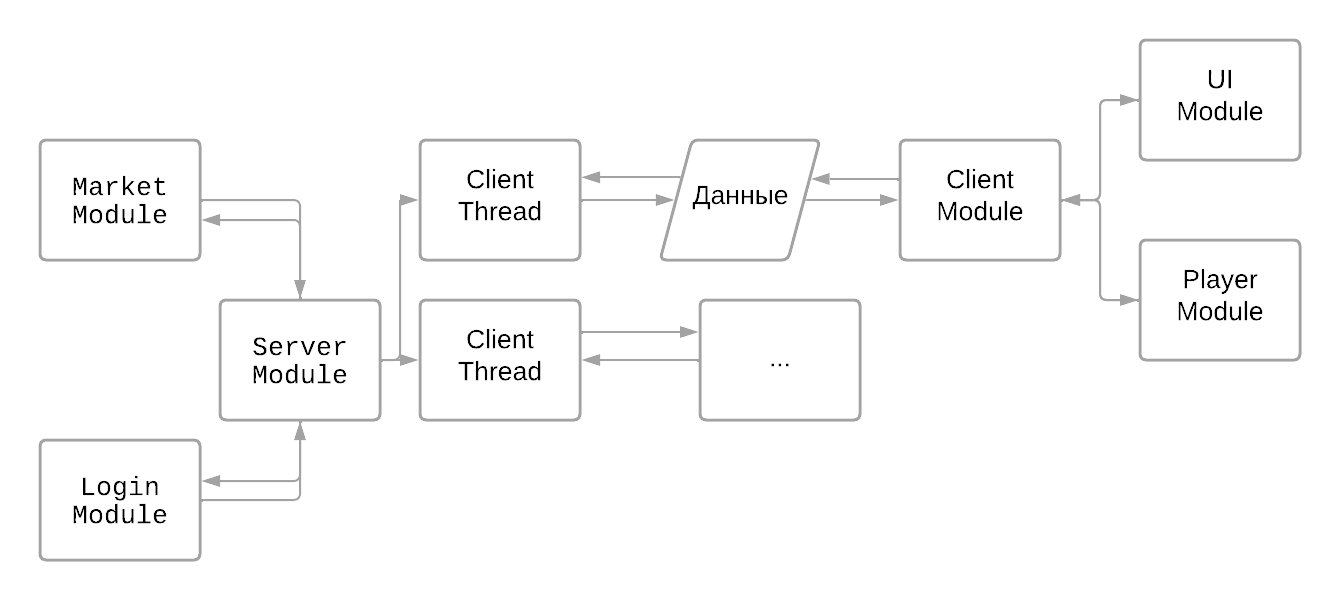 UI
Module
Market
Module
Client
Thread
Данные
Client
Module
Player
Module
Server
Module
Client
Thread
...
Login
Module